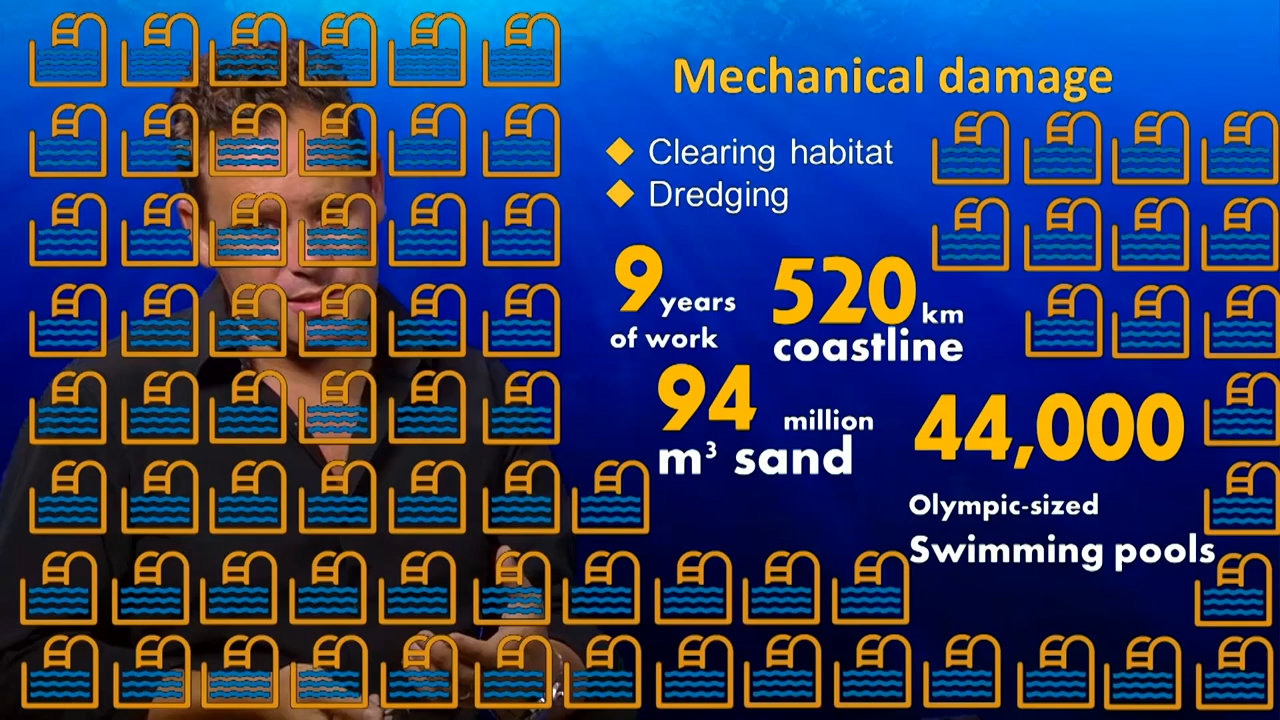 Mechanical damage
◆ Clearing habitat
◆ Dredging
9 years
of work
520 km
coastline
94 million
m³ sand
44,000
Olympic-sized
Swimming pools